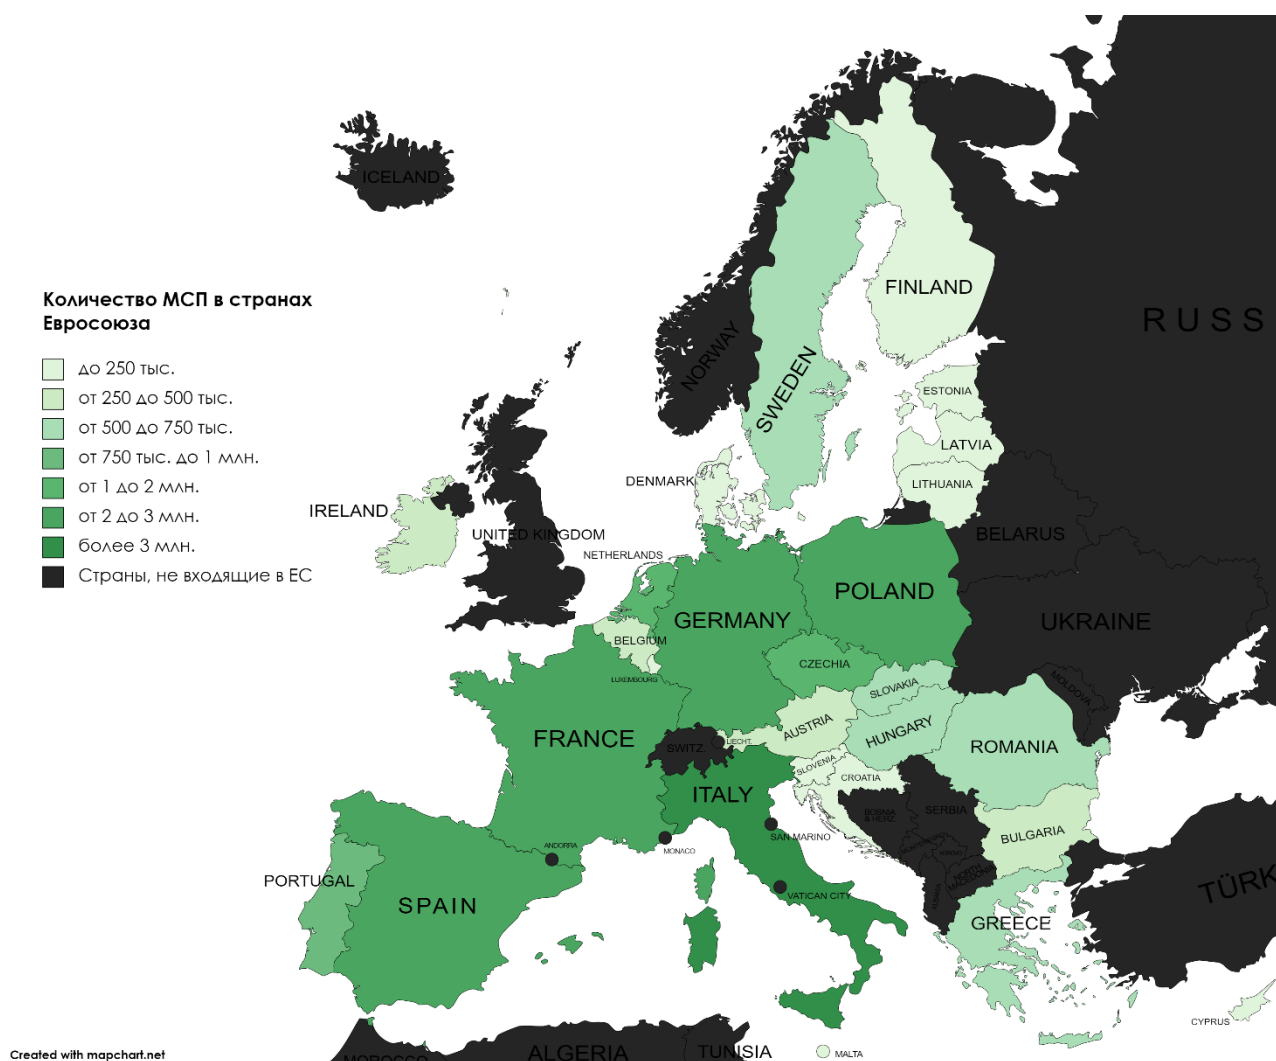 ICELAND
FINLAND
RUSS
Количество МСП в странах
Евросоюза
NORWAY
SWEDEN
до 250 тыс.
от 250 до 500 тыс.
от 500 до 750 тыс.
от 750 тыс. до 1 млн.
от 1 до 2 млн.
от 2 до 3 млн.
более 3 млн.
Страны, не входящие в ЕС
ESTONIA
LATVIA
LITHUANIA
DENMARK
IRELAND
UNITED KINGDOM
BELARUS
NETHERLANDS
POLAND
GERMANY
UKRAINE
BELGIUM
CZECHIA
LUXEMBOURG
SLOVAKIA
MOLDOVA
AUSTRIA
HUNGARY
FRANCE
SWITZ.
LIECHT.
ROMANIA
SLOVENIA
CROATIA
ITALY
BOSNIA
& HERZ.
SERBIA
SAN MARINO
BULGARIA
ANDORRA
MONACO
NORTH
MACEDONIA
PORTUGAL
SPAIN
VATICAN CITY
TÜRK
GREECE
CYPRUS
MOROCCO
ALGERIA
TUNISIA
MALTA
Created with mapchart.net